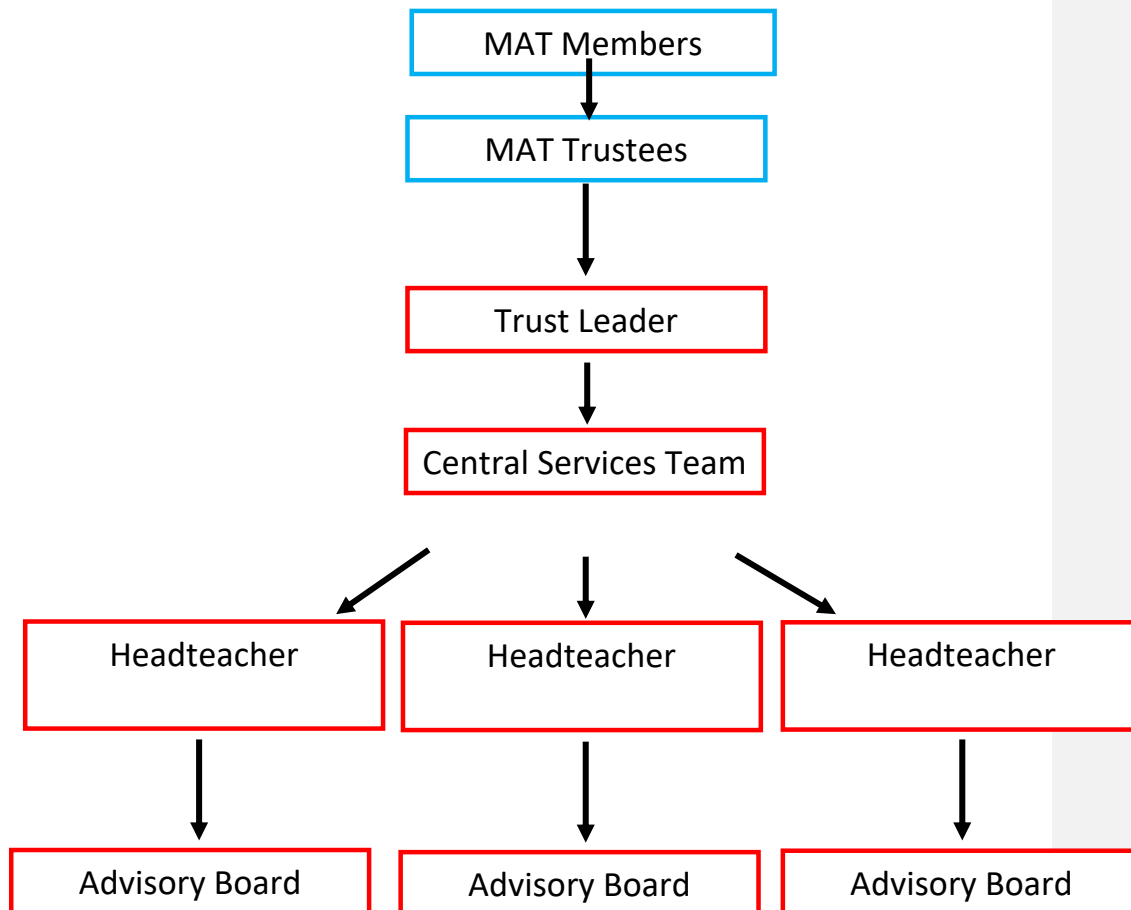 MAT Members
MAT Trustees
Trust Leader
Central Services Team
Headteacher
Headteacher
Headteacher
Advisory Board
Advisory Board
Advisory Board